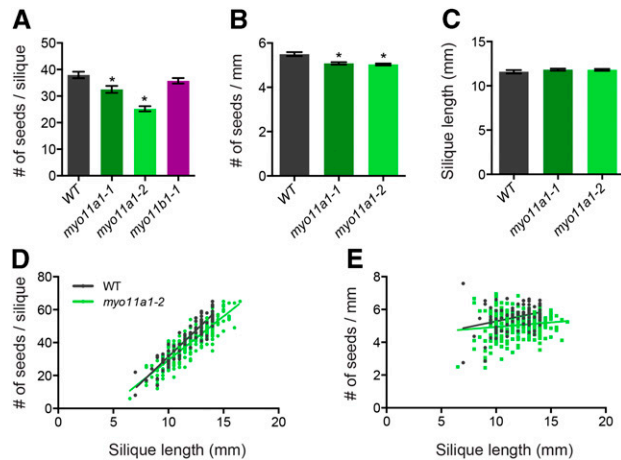 A
# of seeds / silique
50
40
30
20
10
0
*
*
WT
myo11a1-1
myo11a1-2
myo11b1-1
B
# of seeds / mm
6
4
2
0
*
*
WT
myo11a1-1
myo11a1-2
C
Silique length (mm)
15
10
5
0
WT
myo11a1-1
myo11a1-2
D
# of seeds / silique
80
60
40
20
0
WT
myo11a1-2
0
5
10
15
20
Silique length (mm)
E
# of seeds / mm
10
8
6
4
2
0
0
5
10
15
20
Silique length (mm)